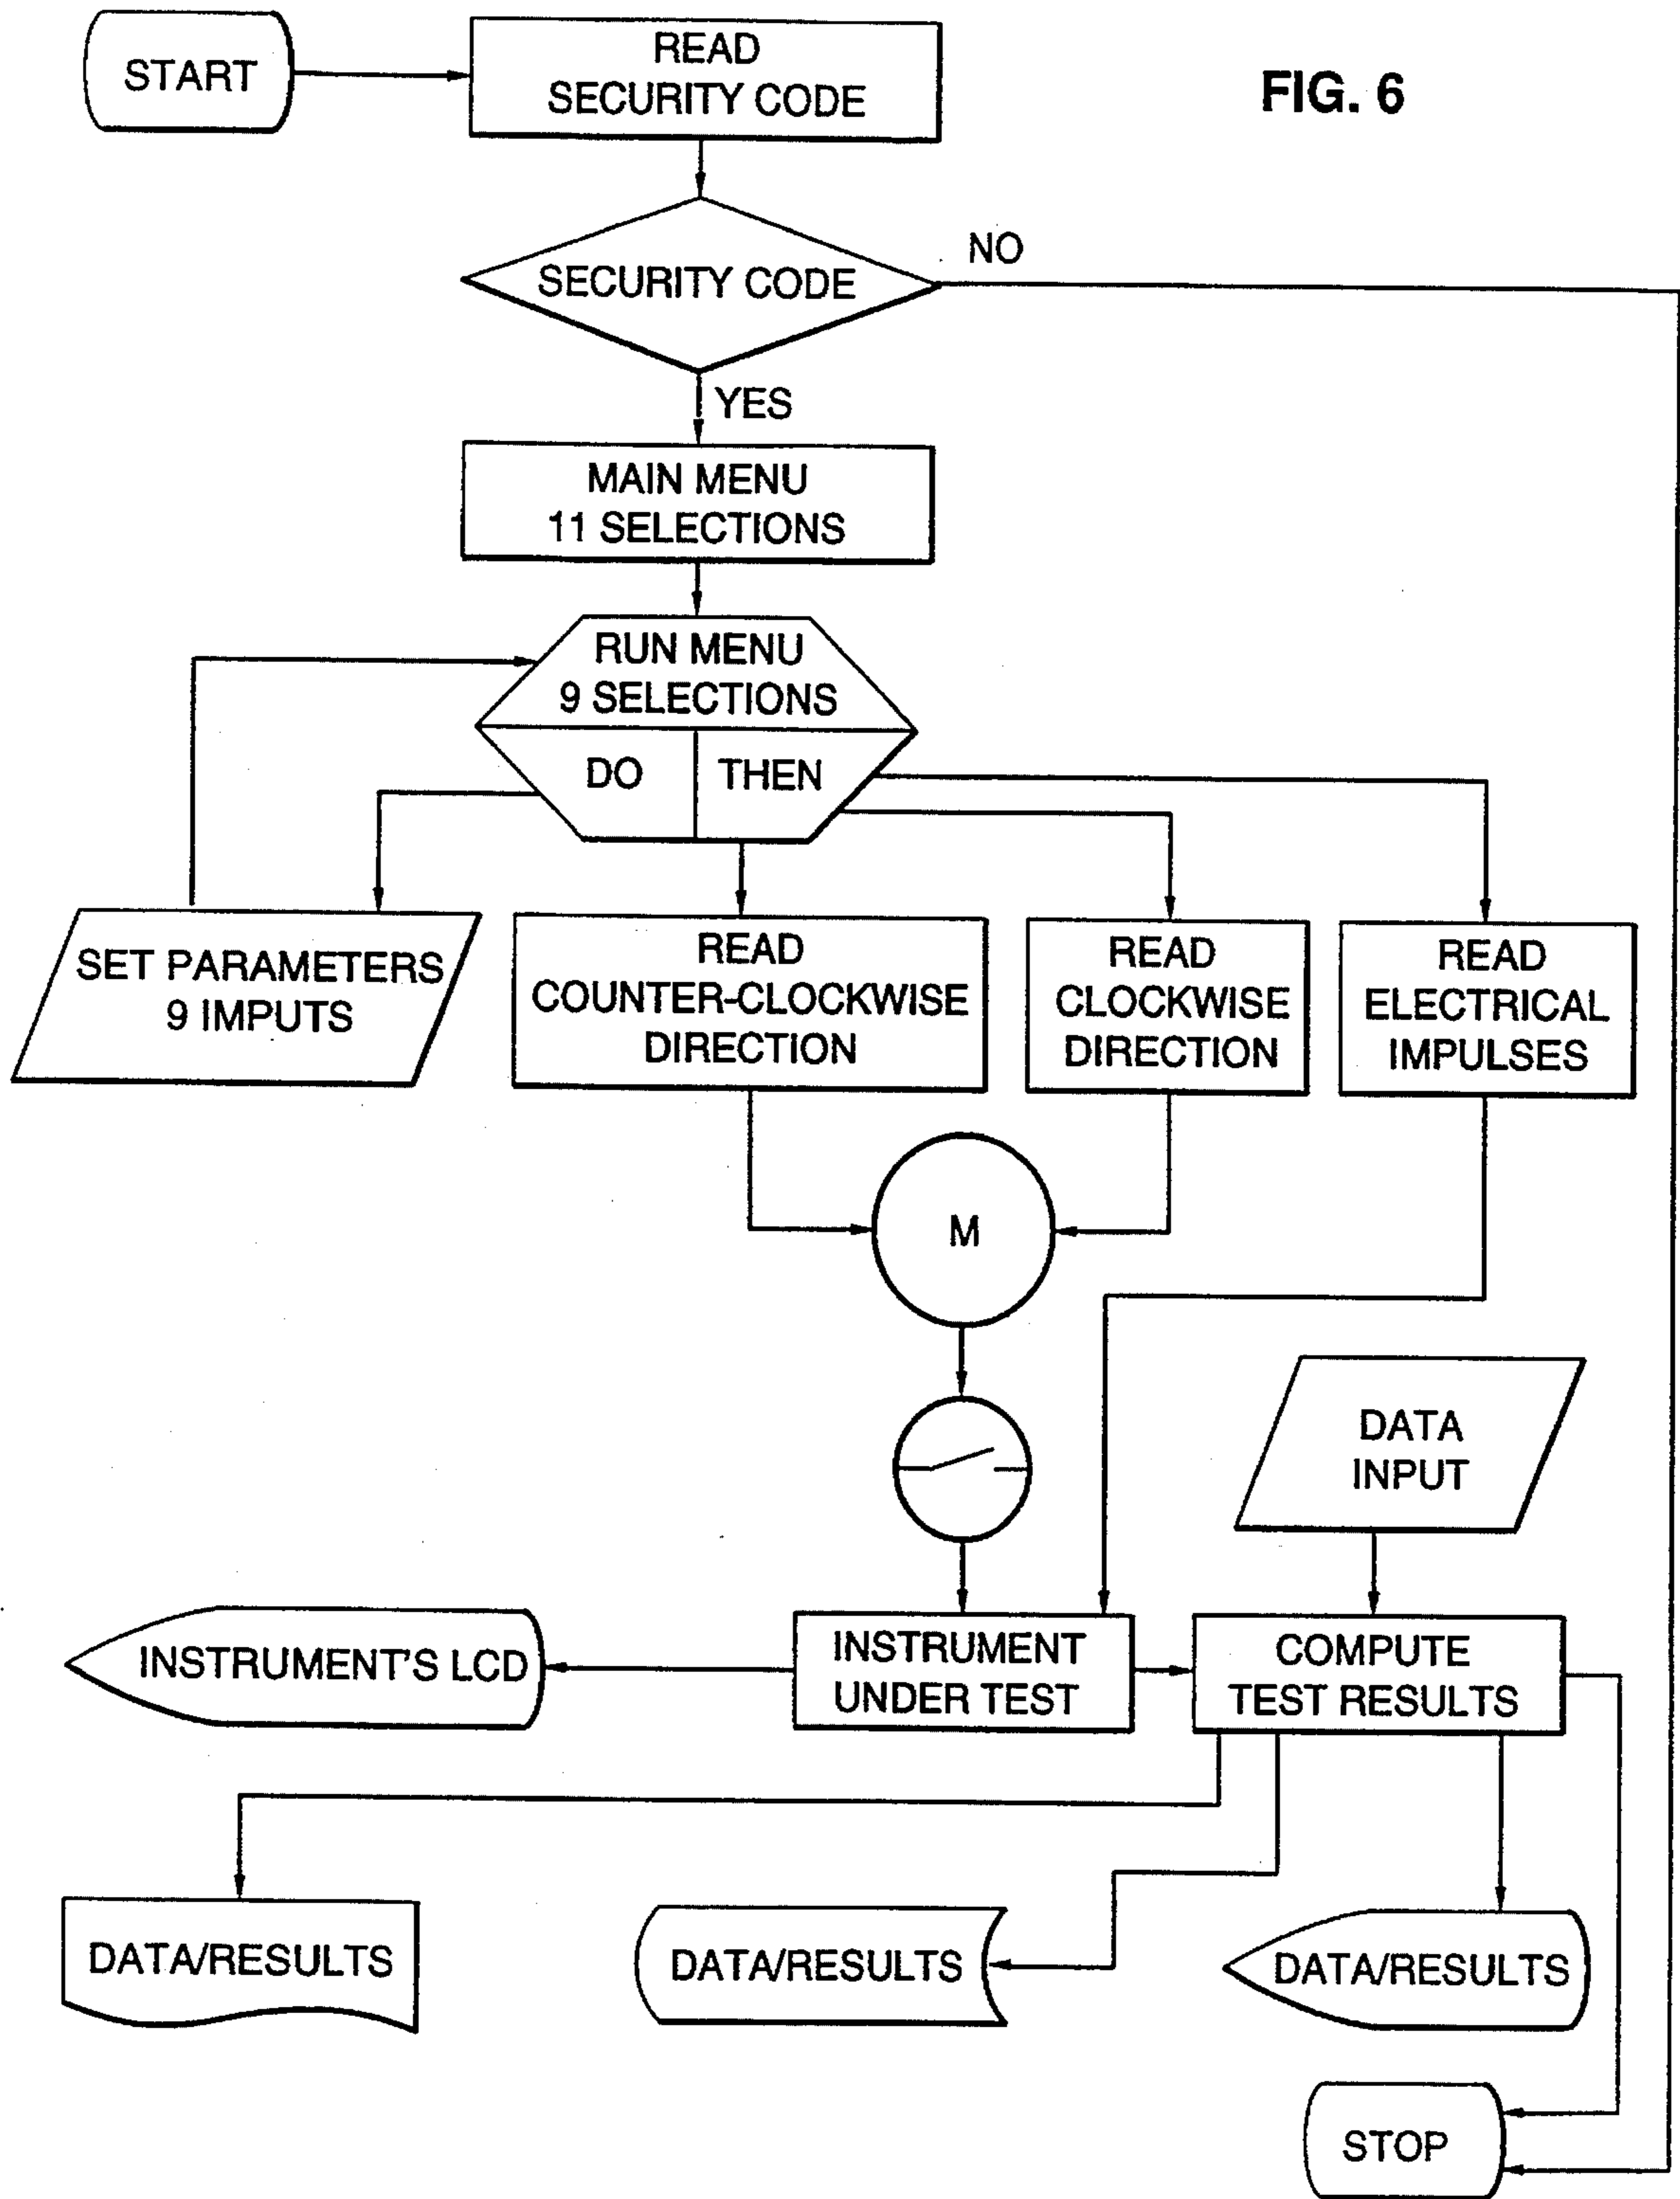 START
READ
SECURITY CODE
FIG. 6
SECURITY CODE
NO
YES
MAIN MENU
11 SELECTIONS
RUN MENU
9 SELECTIONS
DO
THEN
SET PARAMETERS
9 IMPUTS
READ
COUNTER-CLOCKWISE
DIRECTION
READ
CLOCKWISE
DIRECTION
READ
ELECTRICAL
IMPULSES
M
DATA
INPUT
INSTRUMENT'S LCD
INSTRUMENT
UNDER TEST
COMPUTE
TEST RESULTS
DATA/RESULTS
DATA/RESULTS
DATA/RESULTS
STOP